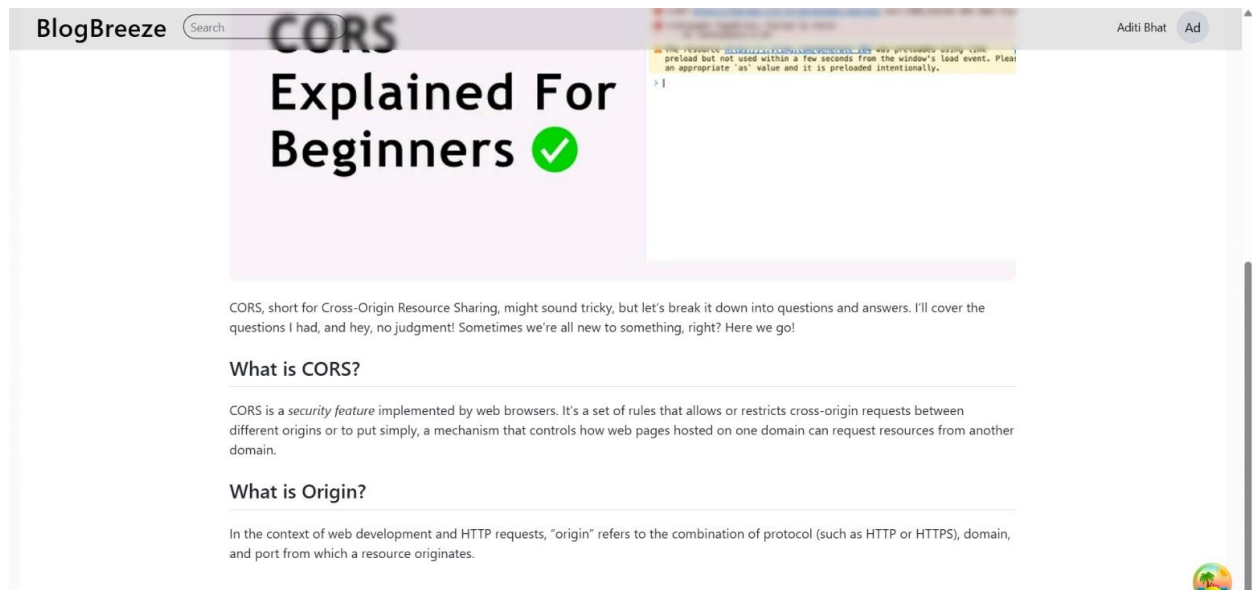 BlogBreeze
Search
Aditi Bhat
Ad
CORS
Explained For
Beginners
preload but not used within a few seconds from the window's load event. Pleas
an appropriate `as` value and it is preloaded intentionally.
CORS, short for Cross-Origin Resource Sharing, might sound tricky, but let's break it down into questions and answers. I'll cover the
questions I had, and hey, no judgment! Sometimes we're all new to something, right? Here we go!
What is CORS?
CORS is a security feature implemented by web browsers. It's a set of rules that allows or restricts cross-origin requests between
different origins or to put simply, a mechanism that controls how web pages hosted on one domain can request resources from another
domain.
What is Origin?
In the context of web development and HTTP requests, "origin" refers to the combination of protocol (such as HTTP or HTTPS), domain,
and port from which a resource originates.